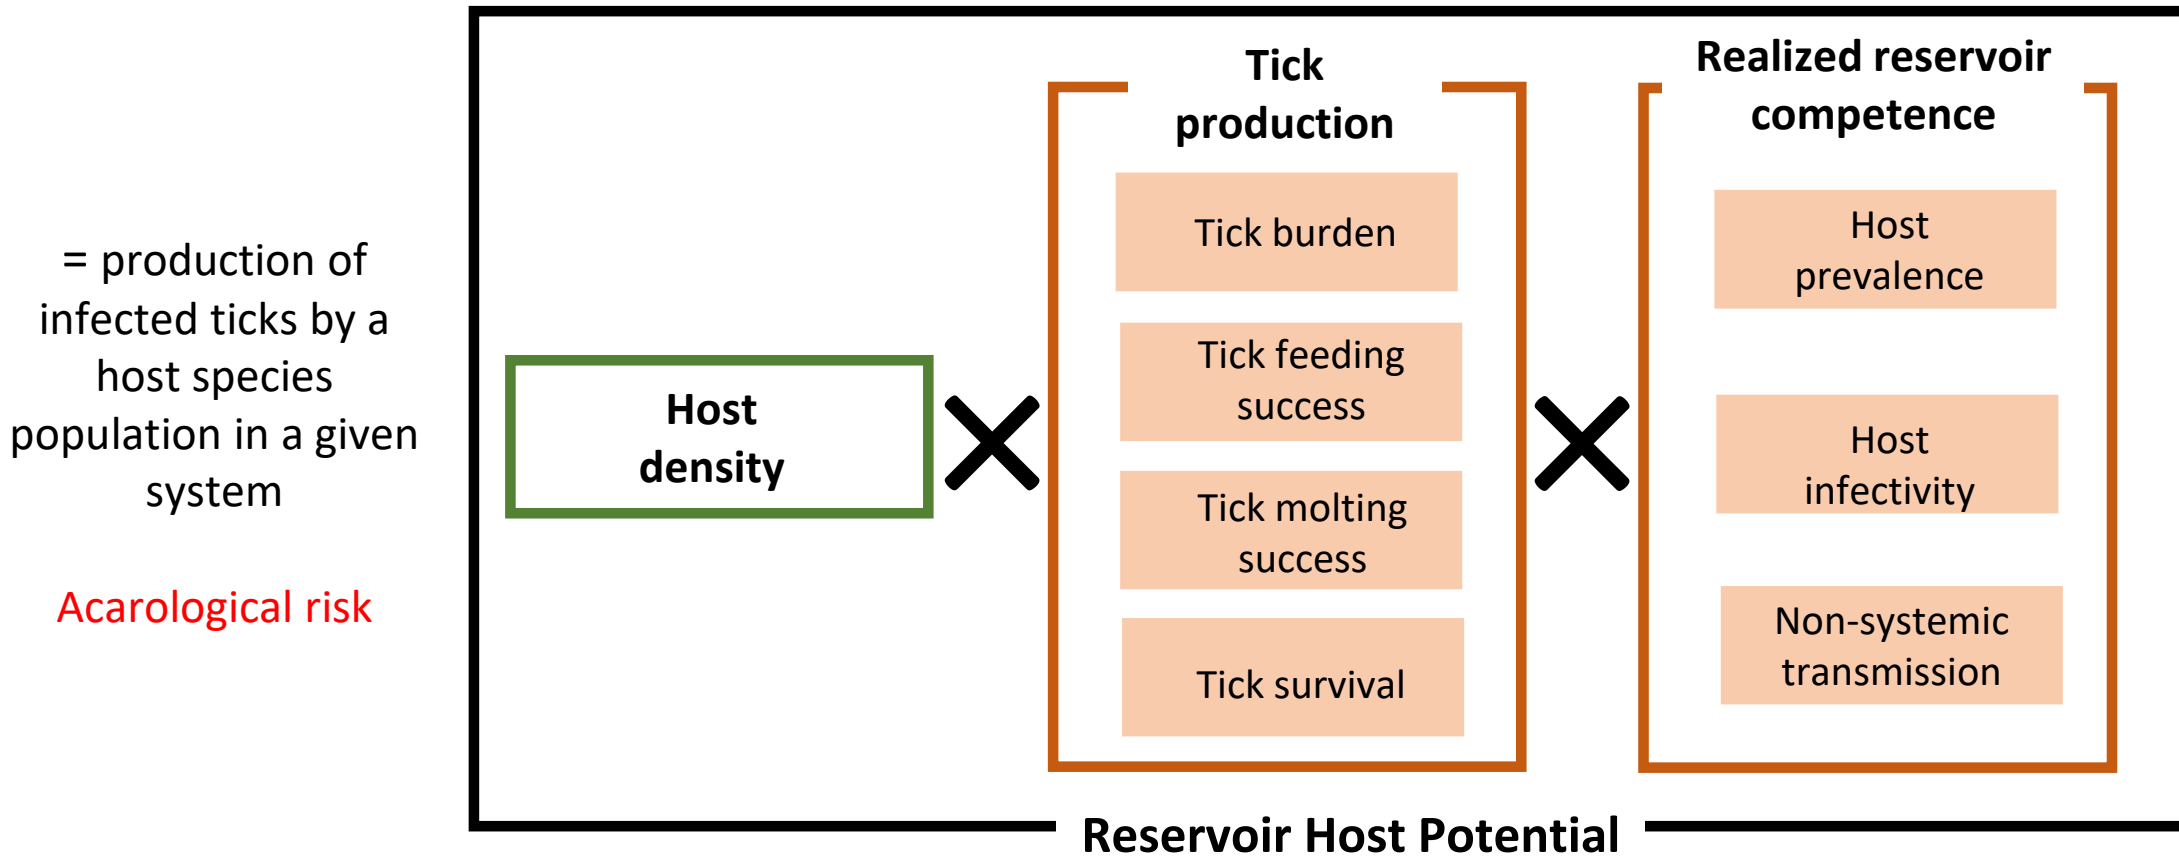 = production of
infected ticks by a
host species
population in a given
system
Acarological risk
Host
density
Tick
production
Tick burden
Tick feeding
success
Tick molting
success
Tick survival
Realized reservoir
competence
Host
prevalence
Host
infectivity
Non-systemic
transmission
Reservoir Host Potential